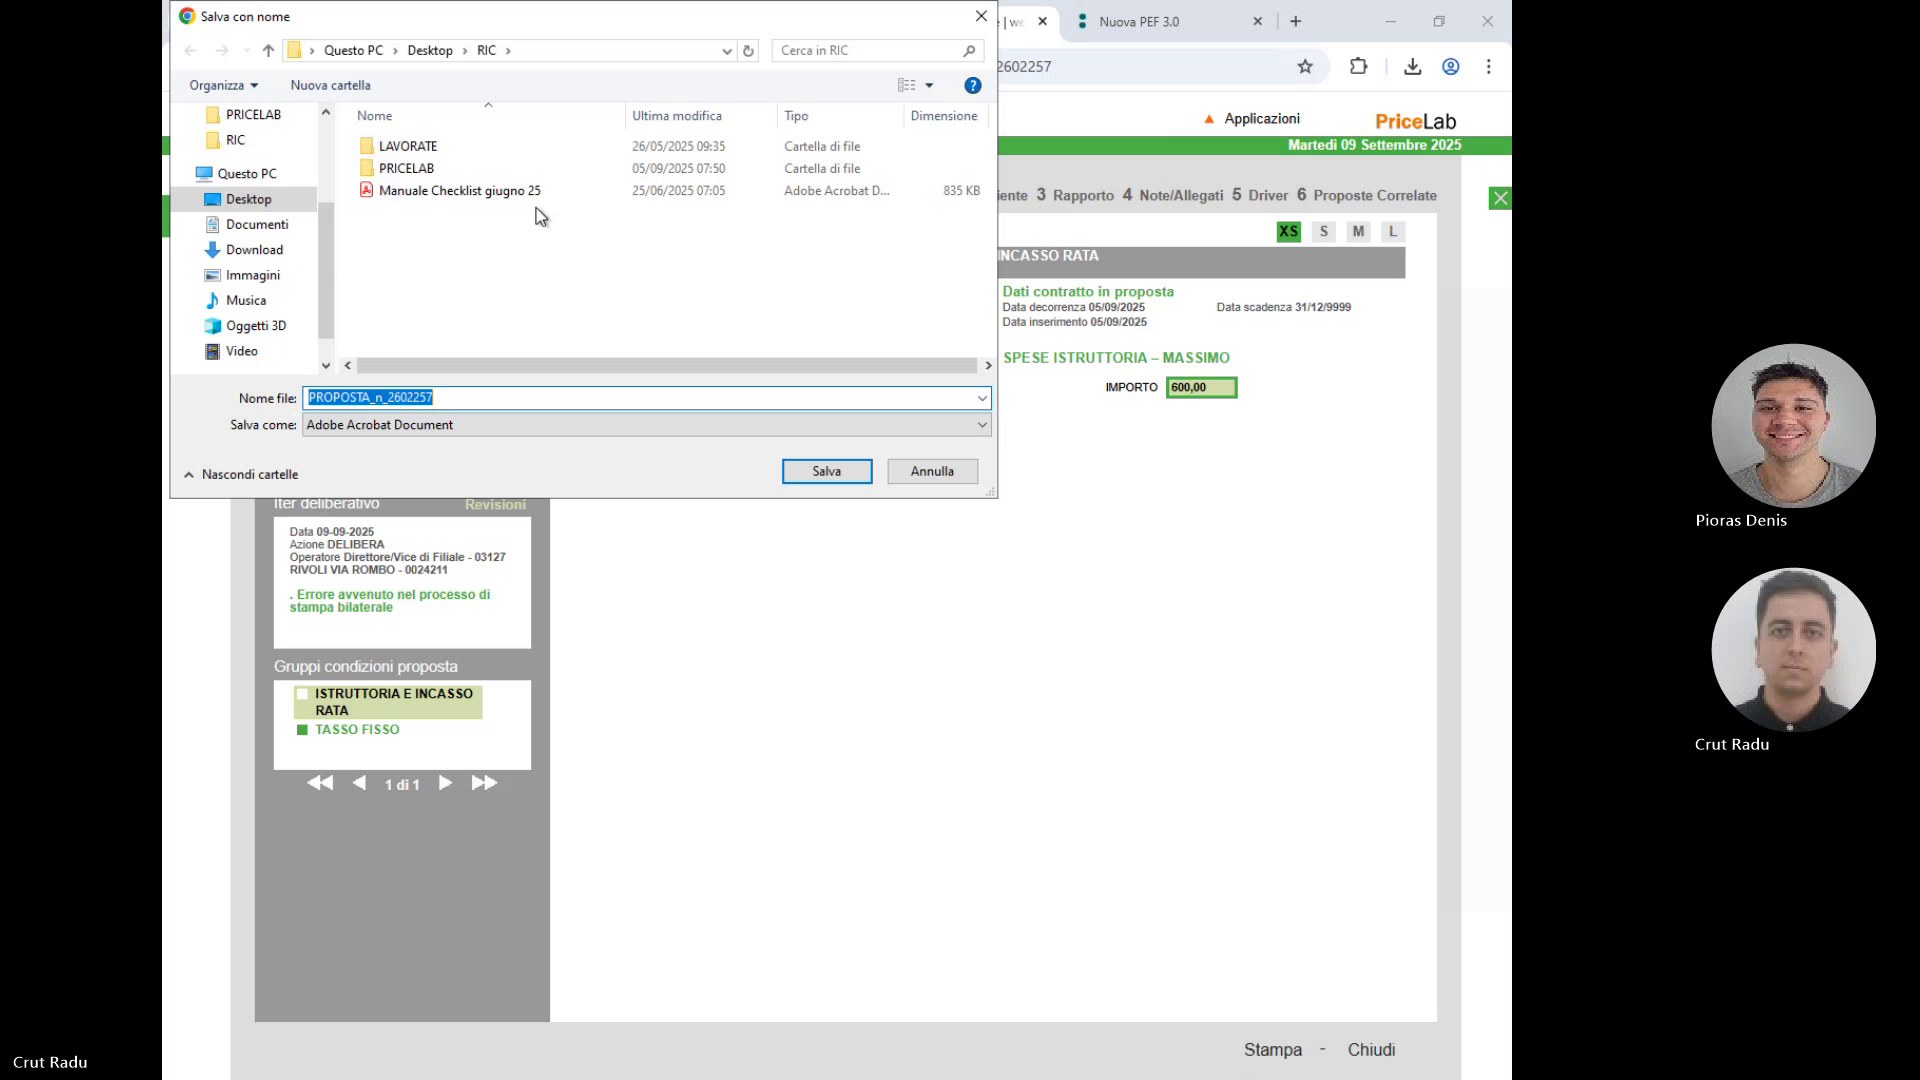 Salva con nome
| we
Nuova PEF 3.0
Questo PC
Desktop
RIC
Cerca in RIC
2602257
Organizza
Nuova cartella
PRICELAB
RIC
Questo PC
Desktop
Documenti
Download
Immagini
Musica
Oggetti 3D
Video
Nome
Ultima modifica
Tipo
Dimensione
LAVORATE
26/05/2025 09:35
Cartella di file
PRICELAB
05/09/2025 07:50
Cartella di file
Manuale Checklist giugno 25
25/06/2025 07:05
Adobe Acrobat D...
835 KB
Nome file:
PROPOSTA_n_2602257
Salva come:
Adobe Acrobat Document
Nascondi cartelle
Salva
Annulla
Applicazioni
PriceLab
Martedì 09 Settembre 2025
iente 3 Rapporto 4 Note/Allegati 5 Driver 6 Proposte Correlate
XS S M L
INCASSO RATA
Dati contratto in proposta
Data decorrenza 05/09/2025
Data scadenza 31/12/9999
Data inserimento 05/09/2025
SPESE ISTRUTTORIA – MASSIMO
IMPORTO 600,00
Iter deliberativo
Revisioni
Data 09-09-2025
Azione DELIBERA
Operatore Direttore/Vice di Filiale - 03127
RIVOLI VIA ROMBO - 0024211
. Errore avvenuto nel processo di
stampa bilaterale
Gruppi condizioni proposta
ISTRUTTORIA E INCASSO
RATA
TASSO FISSO
1 di 1
Stampa - Chiudi
Pioras Denis
Crut Radu
Crut Radu